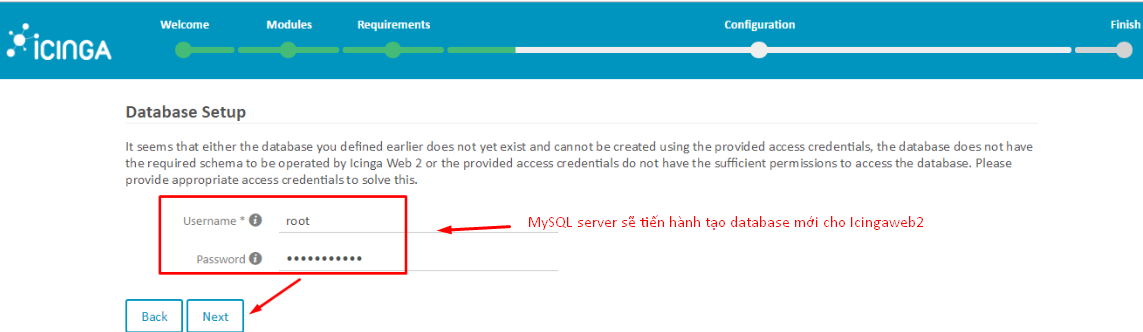 Welcome
Modules
Requirements
Configuration
Finish
iCINGA
Database Setup
It seems that either the database you defined earlier does not yet exist and cannot be created using the provided access credentials, the database does not have
the required schema to be operated by Icinga Web 2 or the provided access credentials do not have the sufficient permissions to access the database. Please
provide appropriate access credentials to solve this.
Username * i root
MySQL server sẽ tiến hành tạo database mới cho Icingaweb2
Password i •••••••••••
Back Next